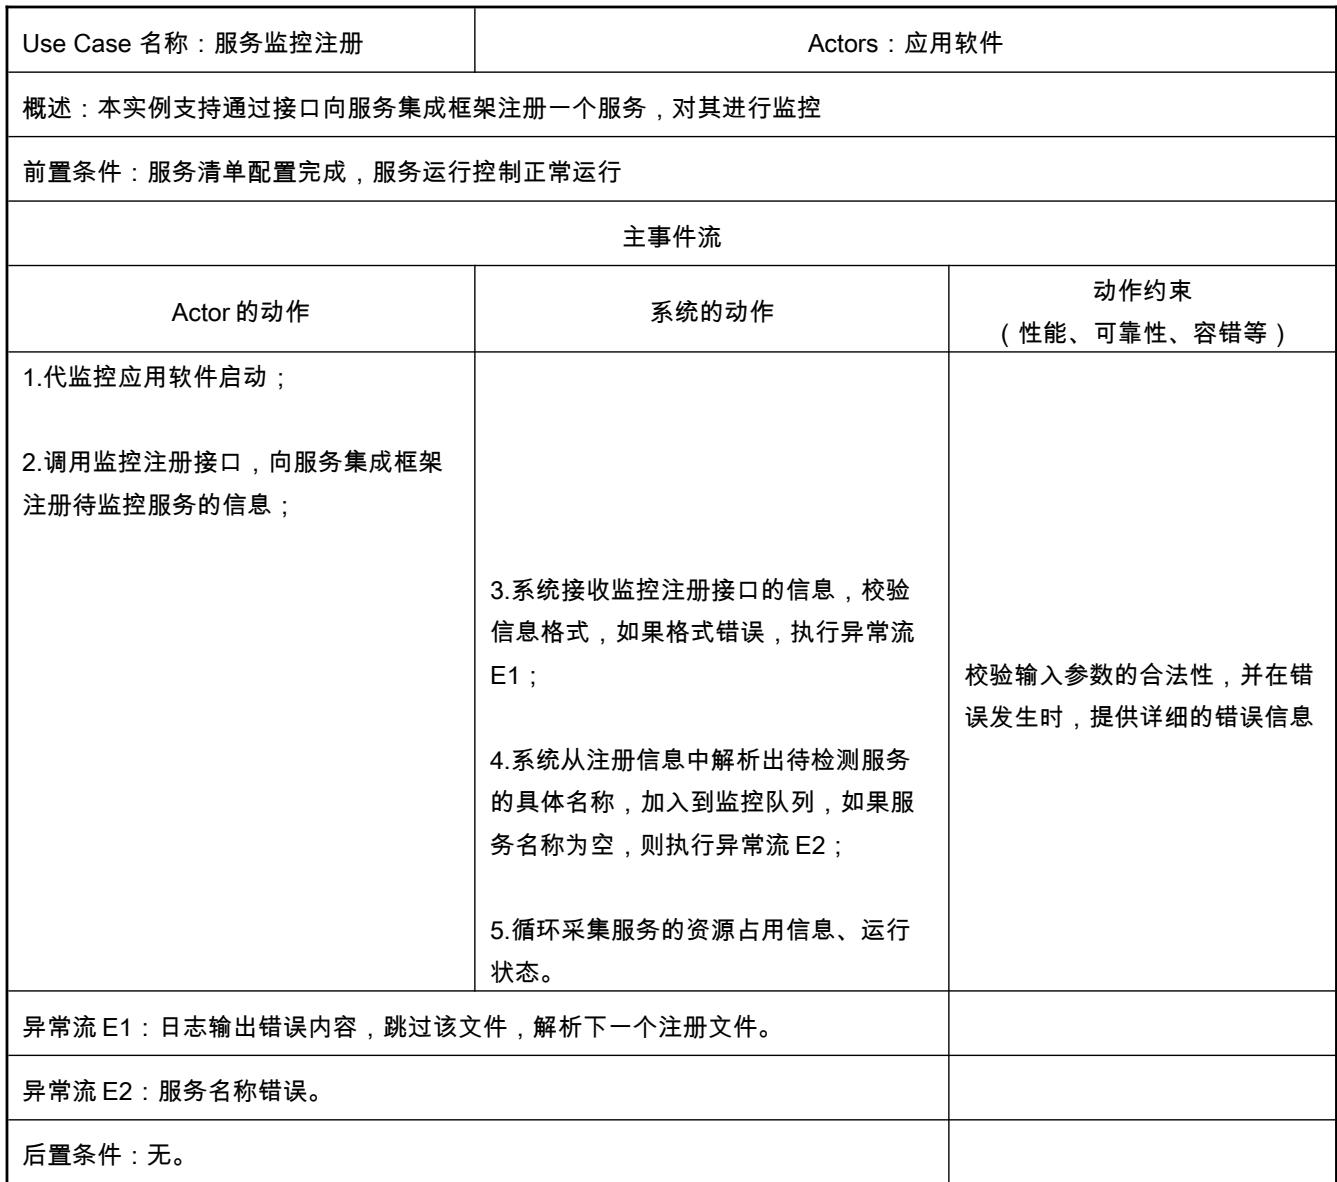 Use Case 名称：服务监控注册
Actors：应用软件
概述：本实例支持通过接口向服务集成框架注册一个服务，对其进行监控
前置条件：服务清单配置完成，服务运行控制正常运行
主事件流
Actor 的动作
系统的动作
动作约束
（性能、可靠性、容错等）
1.代监控应用软件启动；
2.调用监控注册接口，向服务集成框架
注册待监控服务的信息；
3.系统接收监控注册接口的信息，校验
信息格式，如果格式错误，执行异常流
E1；
4.系统从注册信息中解析出待检测服务
的具体名称，加入到监控队列，如果服
务名称为空，则执行异常流 E2；
5.循环采集服务的资源占用信息、运行
状态。
校验输入参数的合法性，并在错
误发生时，提供详细的错误信息
异常流 E1：日志输出错误内容，跳过该文件，解析下一个注册文件。
异常流 E2：服务名称错误。
后置条件：无。